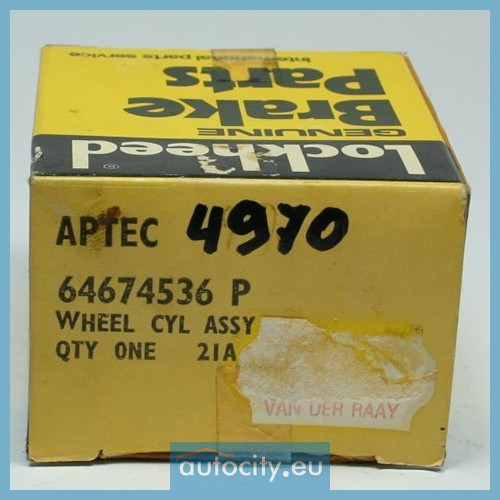 International parts service
Parts
Brake
GENUINE
Lockheed®
APTEC 4970
64674536 P
WHEEL CYL ASSY
QTY ONE 21A
VAN DER RAAY
autocity.eu